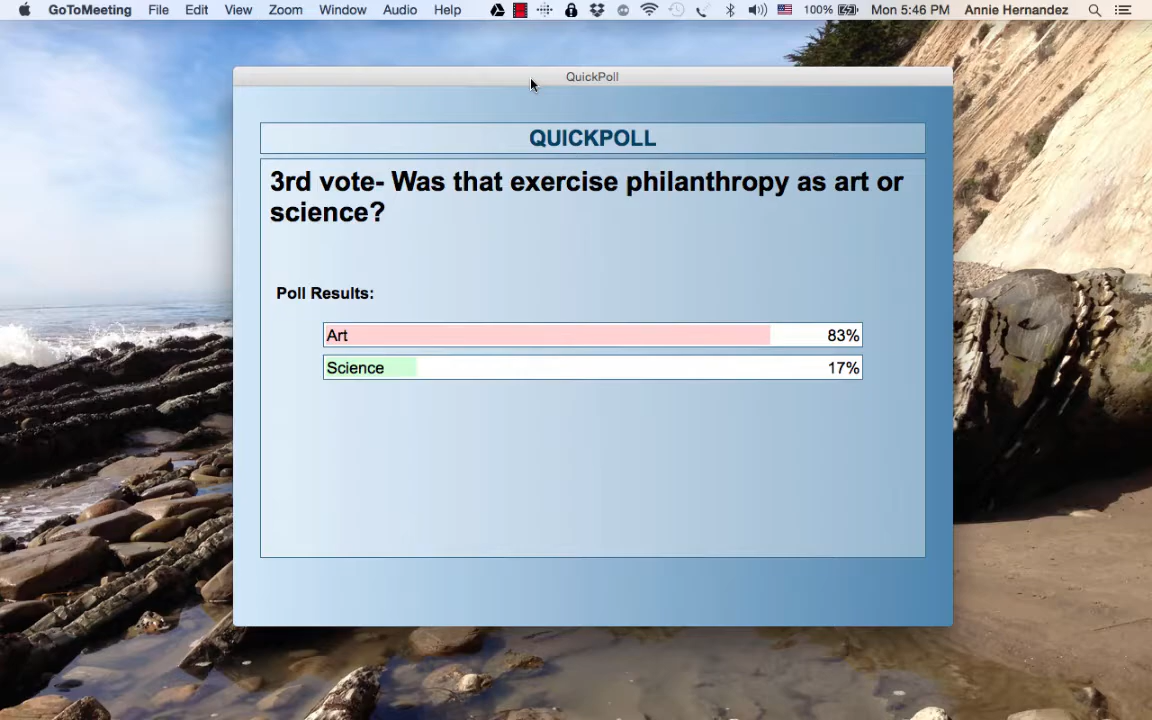 GoToMeeting File Edit View Zoom Window Audio Help 100% Mon 5:46 PM Annie Hernandez
QuickPoll
QUICKPOLL
3rd vote- Was that exercise philanthropy as art or
science?
Poll Results:
Art 83%
Science 17%